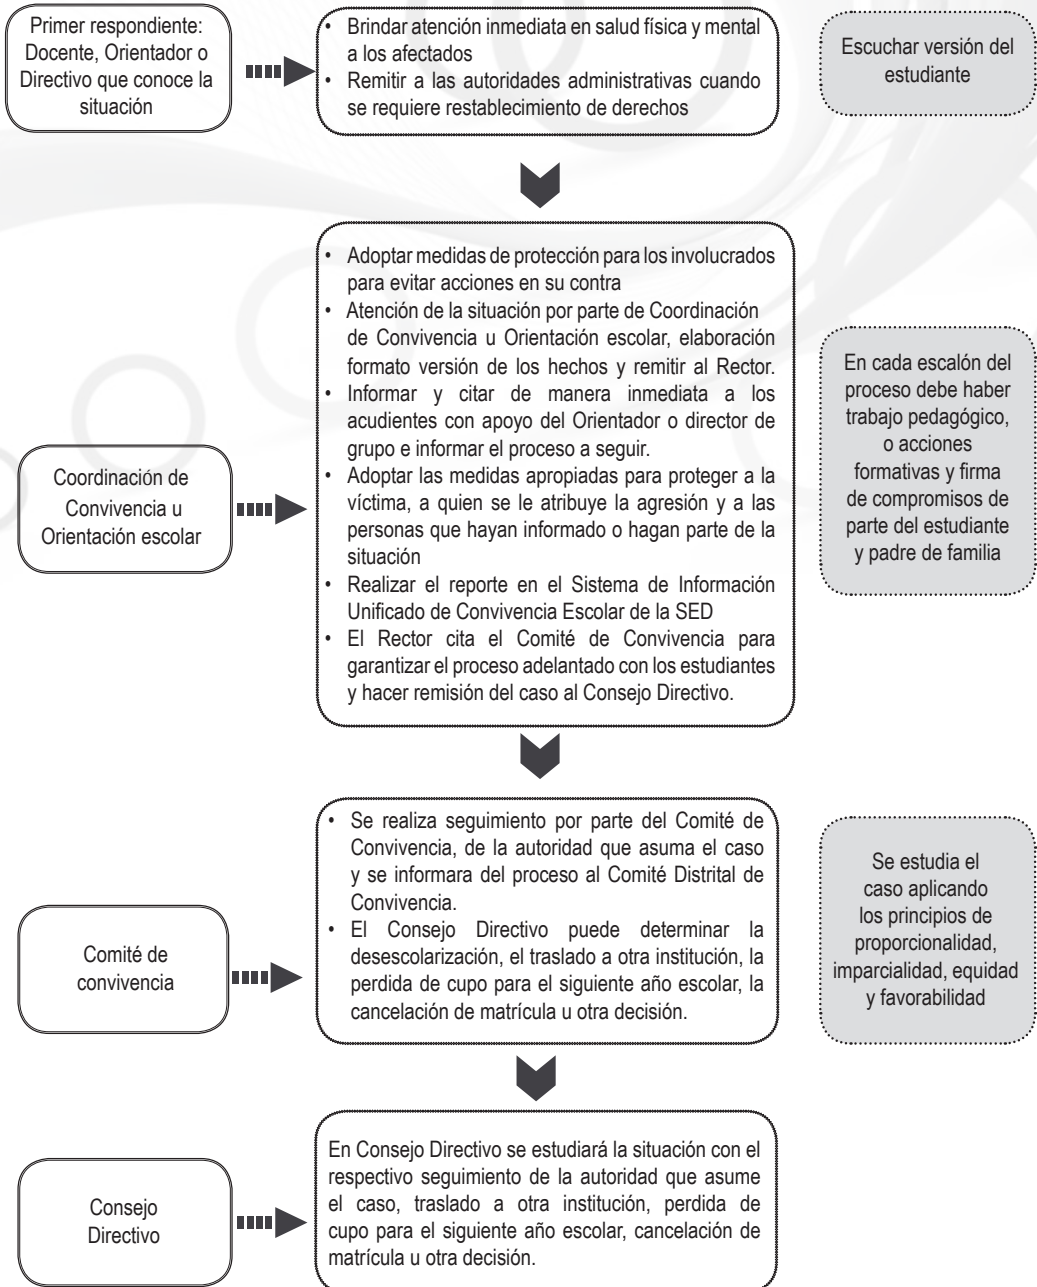 Primer respondiente:
Docente, Orientador o
Directivo que conoce la
situación
• Brindar atención inmediata en salud física y mental
a los afectados
• Remitir a las autoridades administrativas cuando
se requiere restablecimiento de derechos
Escuchar versión del
estudiante
Coordinación de
Convivencia u
Orientación escolar
• Adoptar medidas de protección para los involucrados
para evitar acciones en su contra
• Atención de la situación por parte de Coordinación
de Convivencia u Orientación escolar, elaboración
formato versión de los hechos y remitir al Rector.
• Informar y citar de manera inmediata a los
acudientes con apoyo del Orientador o director de
grupo e informar el proceso a seguir.
• Adoptar las medidas apropiadas para proteger a la
víctima, a quien se le atribuye la agresión y a las
personas que hayan informado o hagan parte de la
situación
• Realizar el reporte en el Sistema de Información
Unificado de Convivencia Escolar de la SED
• El Rector cita el Comité de Convivencia para
garantizar el proceso adelantado con los estudiantes
y hacer remisión del caso al Consejo Directivo.
En cada escalón del
proceso debe haber
trabajo pedagógico,
o acciones
formativas y firma
de compromisos de
parte del estudiante
y padre de familia
Comité de
convivencia
• Se realiza seguimiento por parte del Comité de
Convivencia, de la autoridad que asuma el caso
y se informara del proceso al Comité Distrital de
Convivencia.
• El Consejo Directivo puede determinar la
desescolarización, el traslado a otra institución, la
perdida de cupo para el siguiente año escolar, la
cancelación de matrícula u otra decisión.
Se estudia el
caso aplicando
los principios de
proporcionalidad,
imparcialidad, equidad
y favorabilidad
Consejo
Directivo
En Consejo Directivo se estudiará la situación con el
respectivo seguimiento de la autoridad que asume
el caso, traslado a otra institución, perdida de
cupo para el siguiente año escolar, cancelación de
matrícula u otra decisión.